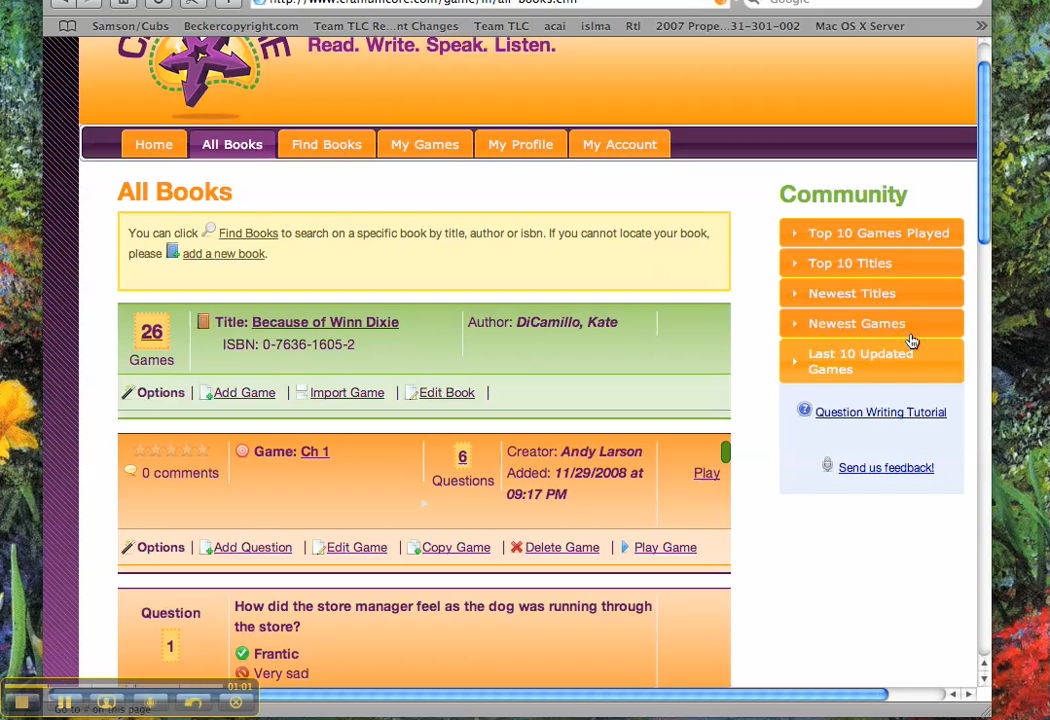 Samson/Cubs Beckercopyright.com Team TLC Re...nt Changes Team TLC acai islma Rtl 2007 Prope...31-301-002 Mac OS X Server »
Read. Write. Speak. Listen.
Home All Books Find Books My Games My Profile My Account
All Books
You can click Find Books to search on a specific book by title, author or isbn. If you cannot locate your book,
please add a new book.
26
Games
Title: Because of Winn Dixie
ISBN: 0-7636-1605-2
Author: DiCamillo, Kate
Options | Add Game | Import Game | Edit Book |
0 comments
Game: Ch 1
6
Questions
Creator: Andy Larson
Added: 11/29/2008 at
09:17 PM
Play
Options | Add Question | Edit Game | Copy Game | Delete Game | Play Game
Question
1
How did the store manager feel as the dog was running through
the store?
Frantic
Very sad
Community
Top 10 Games Played
Top 10 Titles
Newest Titles
Newest Games
Last 10 Updated
Games
Question Writing Tutorial
Send us feedback!
01:01
Go to # on this page